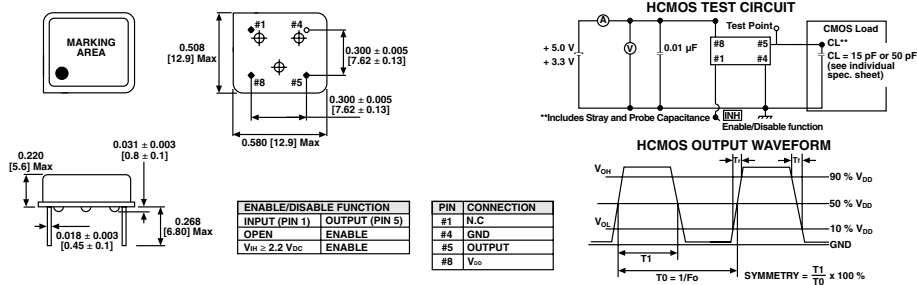 MARKING
AREA
0.508
[12.9] Max
#1
#4
#8
#5
0.300 ± 0.005
[7.62 ± 0.13]
0.300 ± 0.005
[7.62 ± 0.13]
0.580 [12.9] Max
0.220
[5.6] Max
0.031 ± 0.003
[0.8 ± 0.1]
0.018 ± 0.003
[0.45 ± 0.1]
0.268
[6.80] Max
ENABLE/DISABLE FUNCTION
INPUT (PIN 1) OUTPUT (PIN 5)
OPEN ENABLE
VIH ≥ 2.2 VDC ENABLE
PIN CONNECTION
#1 N.C
#4 GND
#5 OUTPUT
#8 VDD
HCMOS TEST CIRCUIT
A
V
+ 5.0 V
+ 3.3 V
0.01 µF
Test Point
#8 #5
#1 #4
CMOS Load
CL**
CL = 15 pF or 50 pF
(see individual
spec. sheet)
**Includes Stray and Probe Capacitance
INH
Enable/Disable function
HCMOS OUTPUT WAVEFORM
Tr
Tf
VOH
90 % VDD
50 % VDD
VOL
10 % VDD
GND
T1
T0 = 1/Fo
SYMMETRY = T1/T0 x 100 %